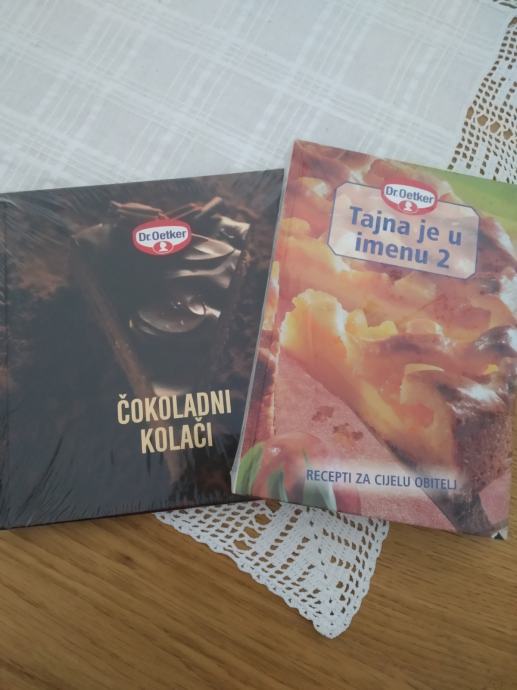 Dr.Oetker
ČOKOLADNI
KOLAČI
Dr.Oetker
Tajna je u
imenu 2
RECEPTI ZA CIJELU OBITELJ